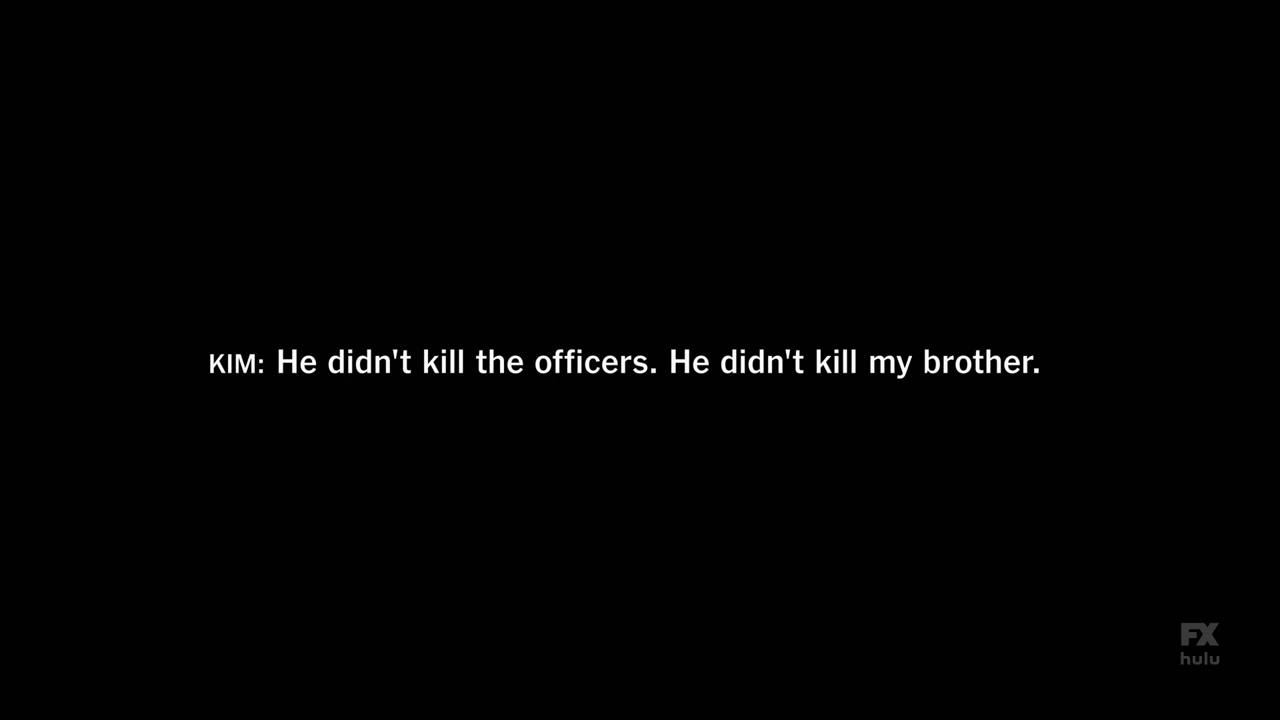 KIM: He didn't kill the officers. He didn't kill my brother.
FX
hulu